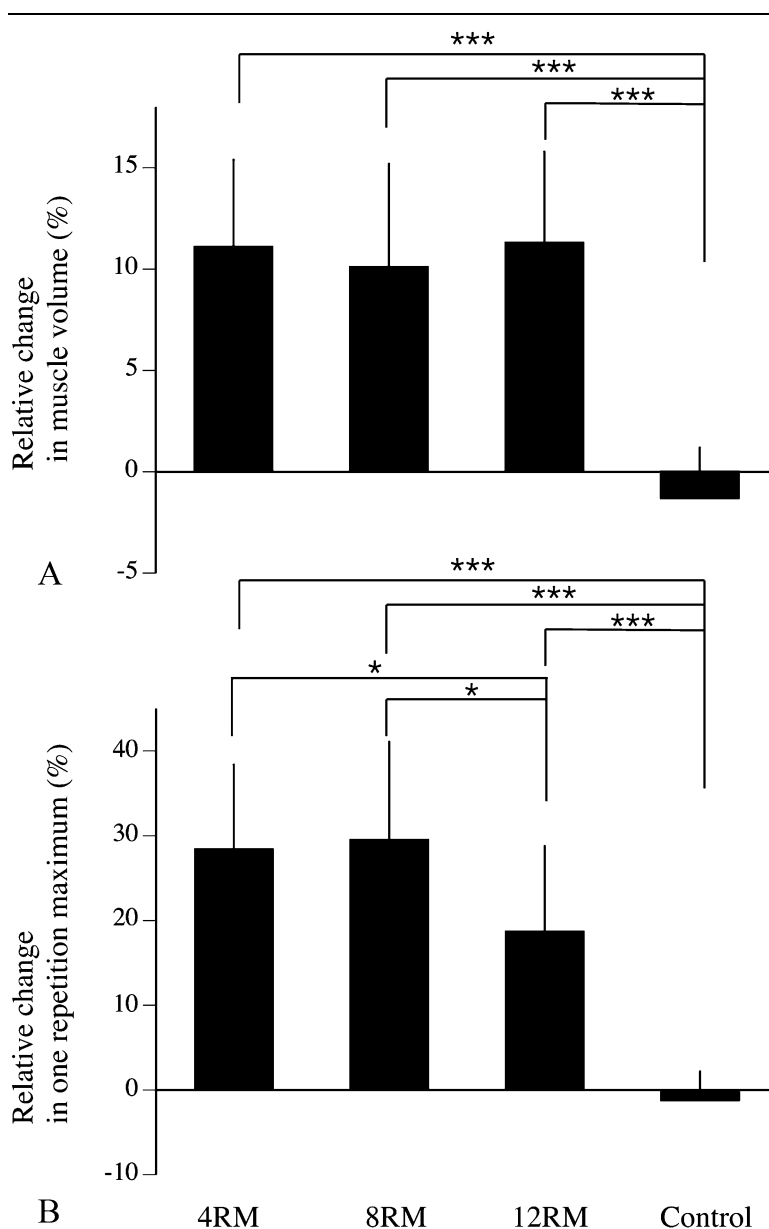 ***
***
***
15
10
5
0
-5
Relative change
in muscle volume (%)
A
***
***
***
*
*
40
30
20
10
0
-10
Relative change
in one repetition maximum (%)
B
4RM 8RM 12RM Control